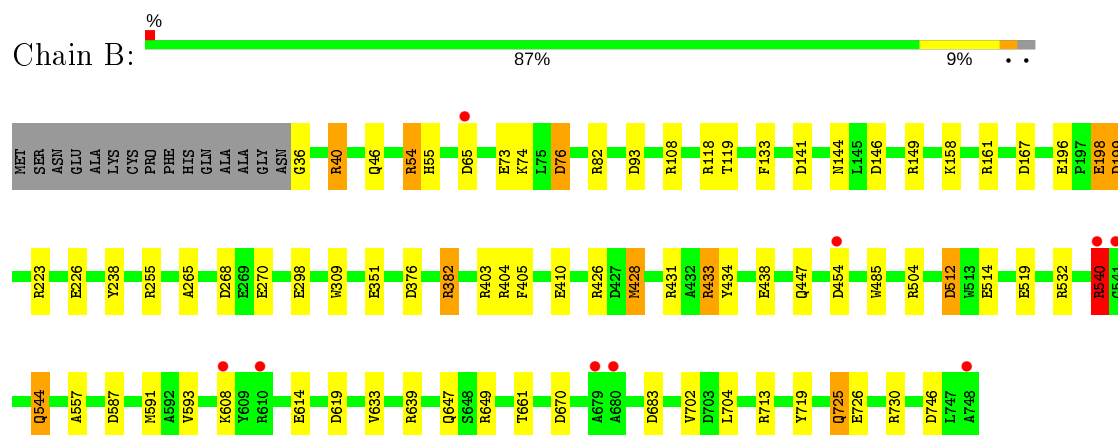 %
Chain B:
87% 9% • •
MET SER ASN GLU ALA LYS CYS PRO PHE HIS GLN ALA ALA GLY ASN G36 R40 Q46 R54 H55 D65 E73 K74 L75 D76 R82 D93 R108 R118 T119 F133 D141 N144 L145 D146 R149 K158 R161 D167 E196 P197 E198 D199
R223 E226 Y238 R255 A265 D268 E269 E270 E298 W309 E351 D376 R382 R403 R404 F405 E410 R426 D427 M428 R431 A432 R433 Y434 E438 Q447 D454 W485 R504 D512 W513 E514 E519 R532 R540 G541
Q544 A557 D587 M591 A592 V593 K608 Y609 R610 E614 D619 V633 R639 Q647 S648 R649 T661 D670 A679 A680 D683 V702 D703 L704 R713 Y719 Q725 E726 R730 D746 L747 A748